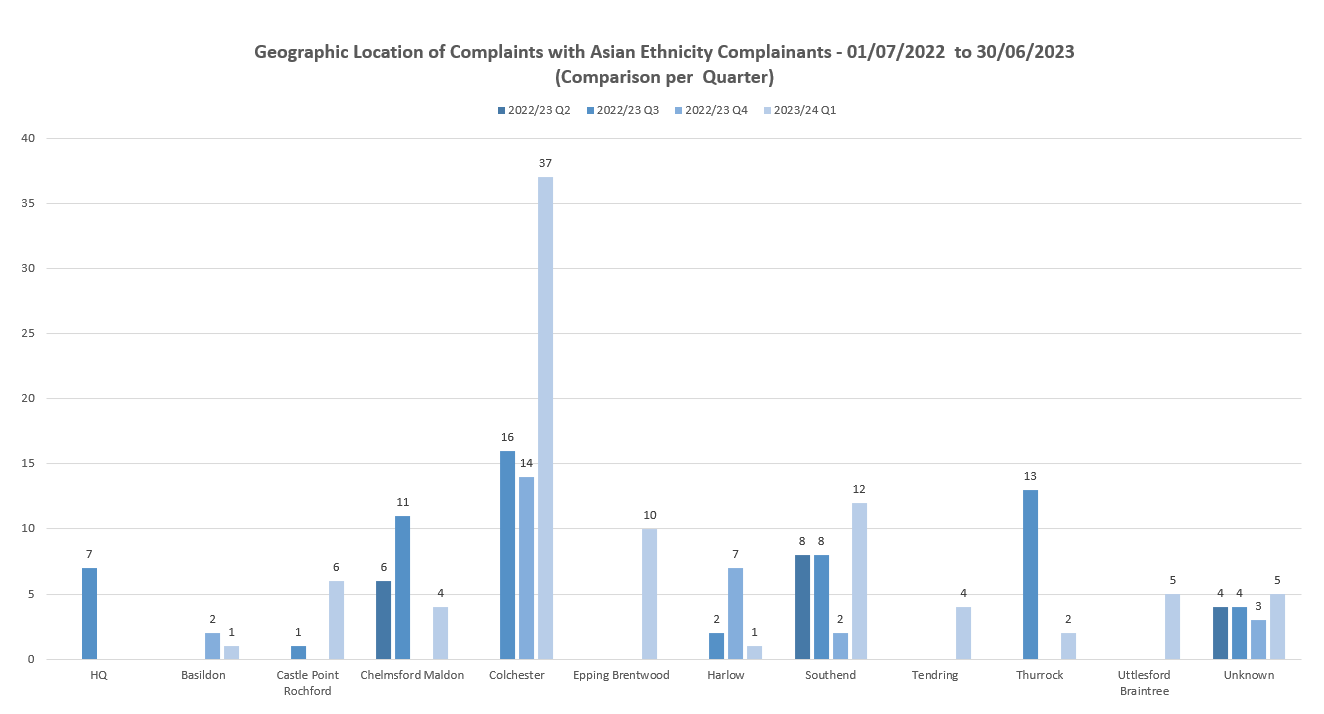 Geographic Location of Complaints with Asian Ethnicity Complainants - 01/07/2022  to 30/06/2023
(Comparison per  Quarter)
2022/23 Q2 2022/23 Q3 2022/23 Q4 2023/24 Q1
40
35
30
25
20
15
10
5
0
7
2
1
1
6
6
11
4
16
14
37
10
2
7
1
8
8
2
12
4
13
2
5
4
4
3
5
HQ
Basildon
Castle Point
Rochford
Chelmsford Maldon
Colchester
Epping Brentwood
Harlow
Southend
Tendring
Thurrock
Uttlesford
Braintree
Unknown